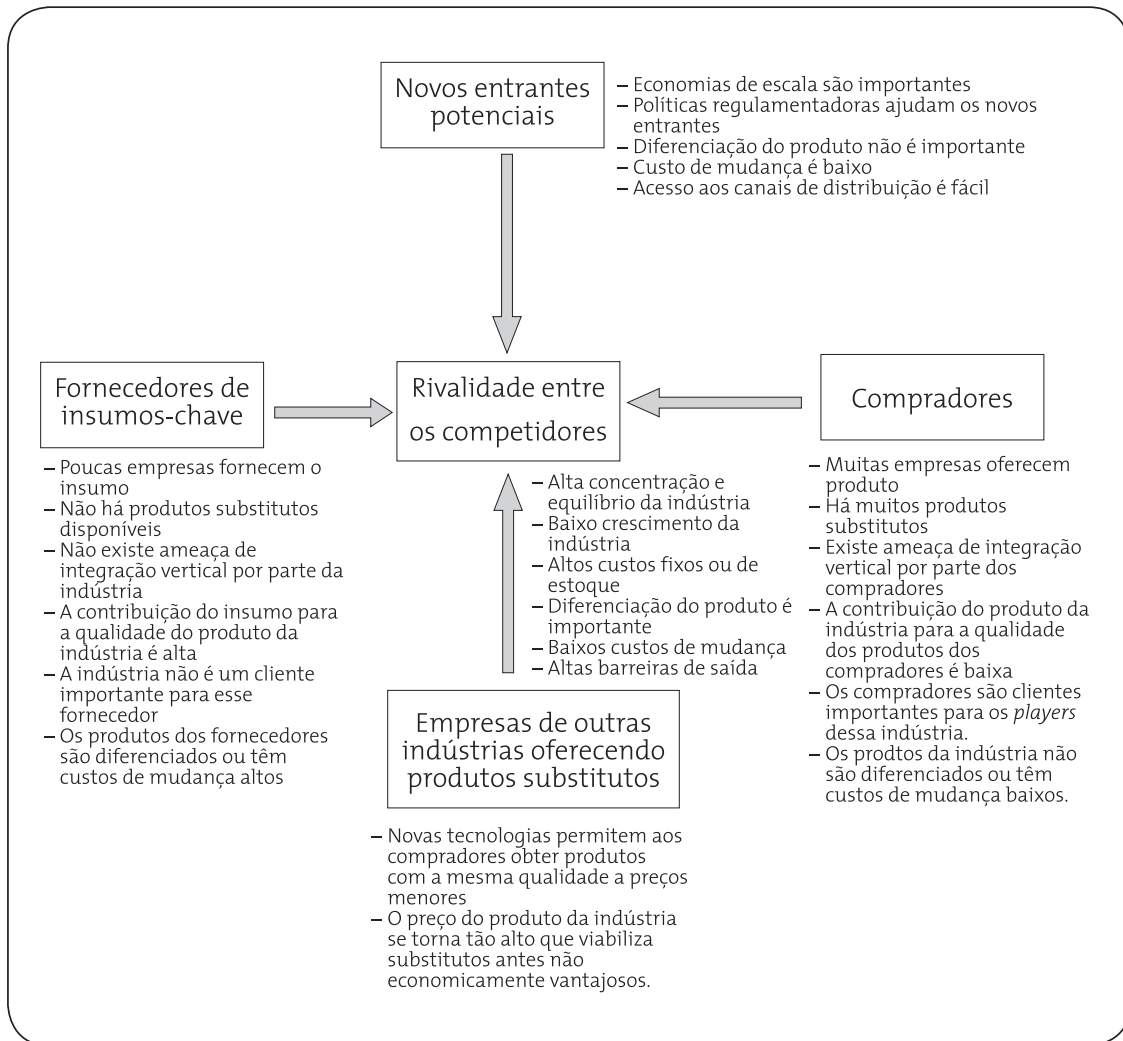 Novos entrantes
potenciais
– Economias de escala são importantes
– Políticas regulamentadoras ajudam os novos
entrantes
– Diferenciação do produto não é importante
– Custo de mudança é baixo
– Acesso aos canais de distribuição é fácil
Fornecedores de
insumos-chave
– Poucas empresas fornecem o
insumo
– Não há produtos substitutos
disponíveis
– Não existe ameaça de
integração vertical por parte da
indústria
– A contribuição do insumo para
a qualidade do produto da
indústria é alta
– A indústria não é um cliente
importante para esse
fornecedor
– Os produtos dos fornecedores
são diferenciados ou têm
custos de mudança altos
Rivalidade entre
os competidores
– Alta concentração e
equilíbrio da indústria
– Baixo crescimento da
indústria
– Altos custos fixos ou de
estoque
– Diferenciação do produto é
importante
– Baixos custos de mudança
– Altas barreiras de saída
Compradores
– Muitas empresas oferecem
produto
– Há muitos produtos
substitutos
– Existe ameaça de integração
vertical por parte dos
compradores
– A contribuição do produto da
indústria para a qualidade
dos produtos dos
compradores é baixa
– Os compradores são clientes
importantes para os players
dessa indústria.
– Os prodtos da indústria não
são diferenciados ou têm
custos de mudança baixos.
Empresas de outras
indústrias oferecendo
produtos substitutos
– Novas tecnologias permitem aos
compradores obter produtos
com a mesma qualidade a preços
menores
– O preço do produto da indústria
se torna tão alto que viabiliza
substitutos antes não
economicamente vantajosos.